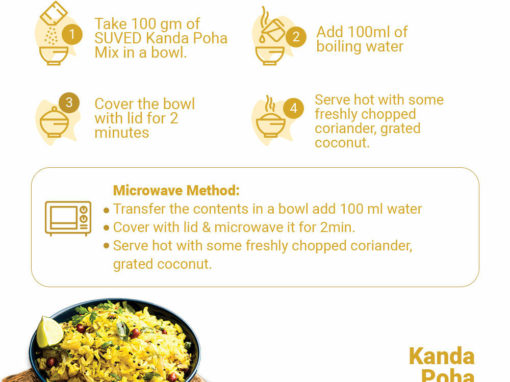 1
Take 100 gm of
SUVED Kanda Poha
Mix in a bowl.
2
Add 100ml of
boiling water
3
Cover the bowl
with lid for 2
minutes
4
Serve hot with some
freshly chopped
coriander, grated
coconut.
Microwave Method:
• Transfer the contents in a bowl add 100 ml water
• Cover with lid & microwave it for 2min.
• Serve hot with some freshly chopped coriander,
grated coconut.
Kanda
Poha